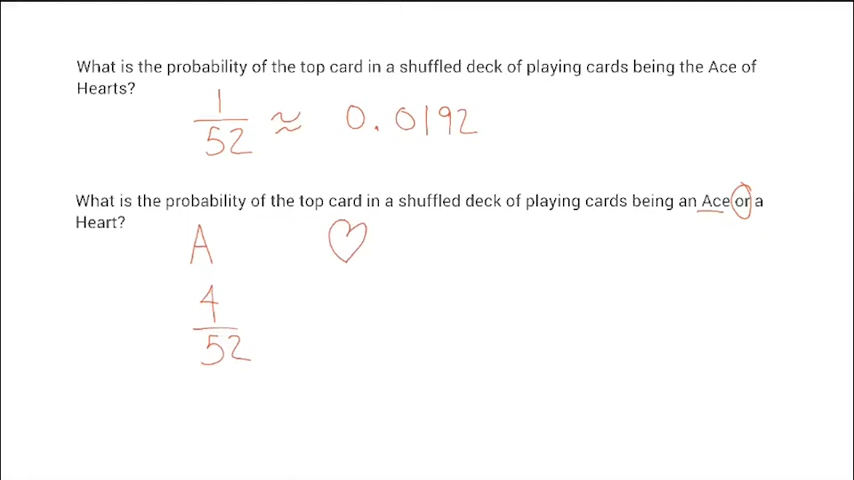 What is the probability of the top card in a shuffled deck of playing cards being the Ace of
Hearts?
1/52 ≈ 0.0192
What is the probability of the top card in a shuffled deck of playing cards being an Ace or a
Heart?
A ♡
4/52